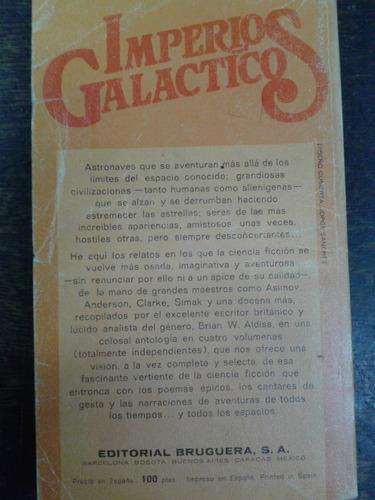 IMPERIOS
GALACTICOS
Astronaves que se aventuran más allá de los
límites del espacio conocido; grandiosas
civilizaciones —tanto humanas como alienígenas—
que se alzan y se derrumban haciendo
estremecer las estrellas; seres de las más
increíbles apariencias, amistosos unas veces,
hostiles otras, pero siempre desconcertantes...
He aquí los relatos en los que la ciencia ficción se
vuelve más osada, imaginativa y aventurera
—sin renunciar por ello ni a un ápice de su calidad—,
de la mano de grandes maestros como Asimov,
Anderson, Clarke, Simak y una docena más,
recopilados por el excelente escritor británico y
lúcido analista del género, Brian W. Aldiss, en una
colosal antología en cuatro volúmenes
(totalmente independientes), que nos ofrece una
visión, a la vez completa y selecta, de esa
fascinante vertiente de la ciencia ficción que
entronca con los poemas épicos, los cantares de
gesta y las narraciones de aventuras de todos
los tiempos... y todos los espacios.
EDITORIAL BRUGUERA, S. A.
BARCELONA · BOGOTA · BUENOS AIRES · CARACAS · MEXICO
Precio en España 100 ptas. Impreso en España. Printed in Spain
DISEÑO CUBIERTA: JORDI SANCHEZ